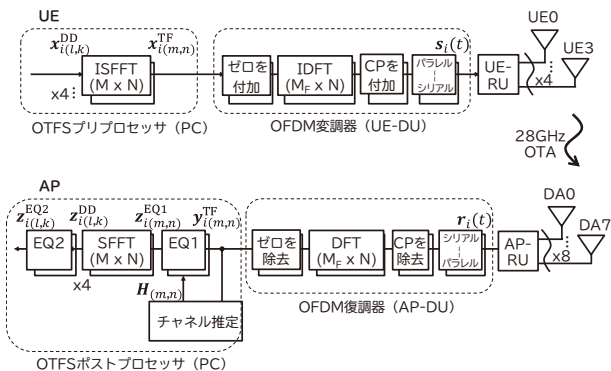 UE
x^DD_i(l,k)
x^TF_i(m,n)
x4
ISFFT
(M x N)
OTFSプリプロセッサ（PC）
ゼロを
付加
IDFT
(M_F x N)
CPを
付加
パラレル
|
シリアル
s_i(t)
OFDM変調器（UE-DU）
UE-
RU
UE0
UE3
x4
28GHz
OTA
AP
z^EQ2_i(l,k)
z^DD_i(l,k)
z^EQ1_i(m,n)
y^TF_i(m,n)
EQ2
x4
SFFT
(M x N)
EQ1
H_(m,n)
チャネル推定
OTFSポストプロセッサ（PC）
ゼロを
除去
DFT
(M_F x N)
CPを
除去
シリアル
|
パラレル
r_i(t)
OFDM復調器（AP-DU）
AP-
RU
DA0
DA7
x8